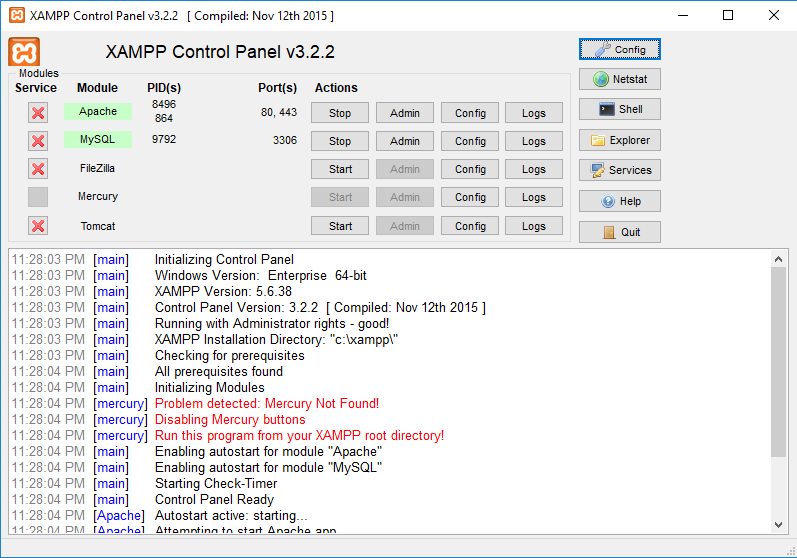 XAMPP Control Panel v3.2.2 [ Compiled: Nov 12th 2015 ]
XAMPP Control Panel v3.2.2
Config
Modules
Service Module PID(s) Port(s) Actions
Netstat
Apache 8496 864 80, 443 Stop Admin Config Logs
Shell
MySQL 9792 3306 Stop Admin Config Logs
Explorer
FileZilla Start Admin Config Logs
Services
Mercury Start Admin Config Logs
Help
Tomcat Start Admin Config Logs
Quit
11:28:03 PM [main] Initializing Control Panel
11:28:03 PM [main] Windows Version: Enterprise 64-bit
11:28:03 PM [main] XAMPP Version: 5.6.38
11:28:03 PM [main] Control Panel Version: 3.2.2 [ Compiled: Nov 12th 2015 ]
11:28:03 PM [main] Running with Administrator rights - good!
11:28:03 PM [main] XAMPP Installation Directory: "c:\xampp\"
11:28:03 PM [main] Checking for prerequisites
11:28:04 PM [main] All prerequisites found
11:28:04 PM [main] Initializing Modules
11:28:04 PM [mercury] Problem detected: Mercury Not Found!
11:28:04 PM [mercury] Disabling Mercury buttons
11:28:04 PM [mercury] Run this program from your XAMPP root directory!
11:28:04 PM [main] Enabling autostart for module "Apache"
11:28:04 PM [main] Enabling autostart for module "MySQL"
11:28:04 PM [main] Starting Check-Timer
11:28:04 PM [main] Control Panel Ready
11:28:04 PM [Apache] Autostart active: starting...
11:28:04 PM [Apache] Attempting to start Apache app